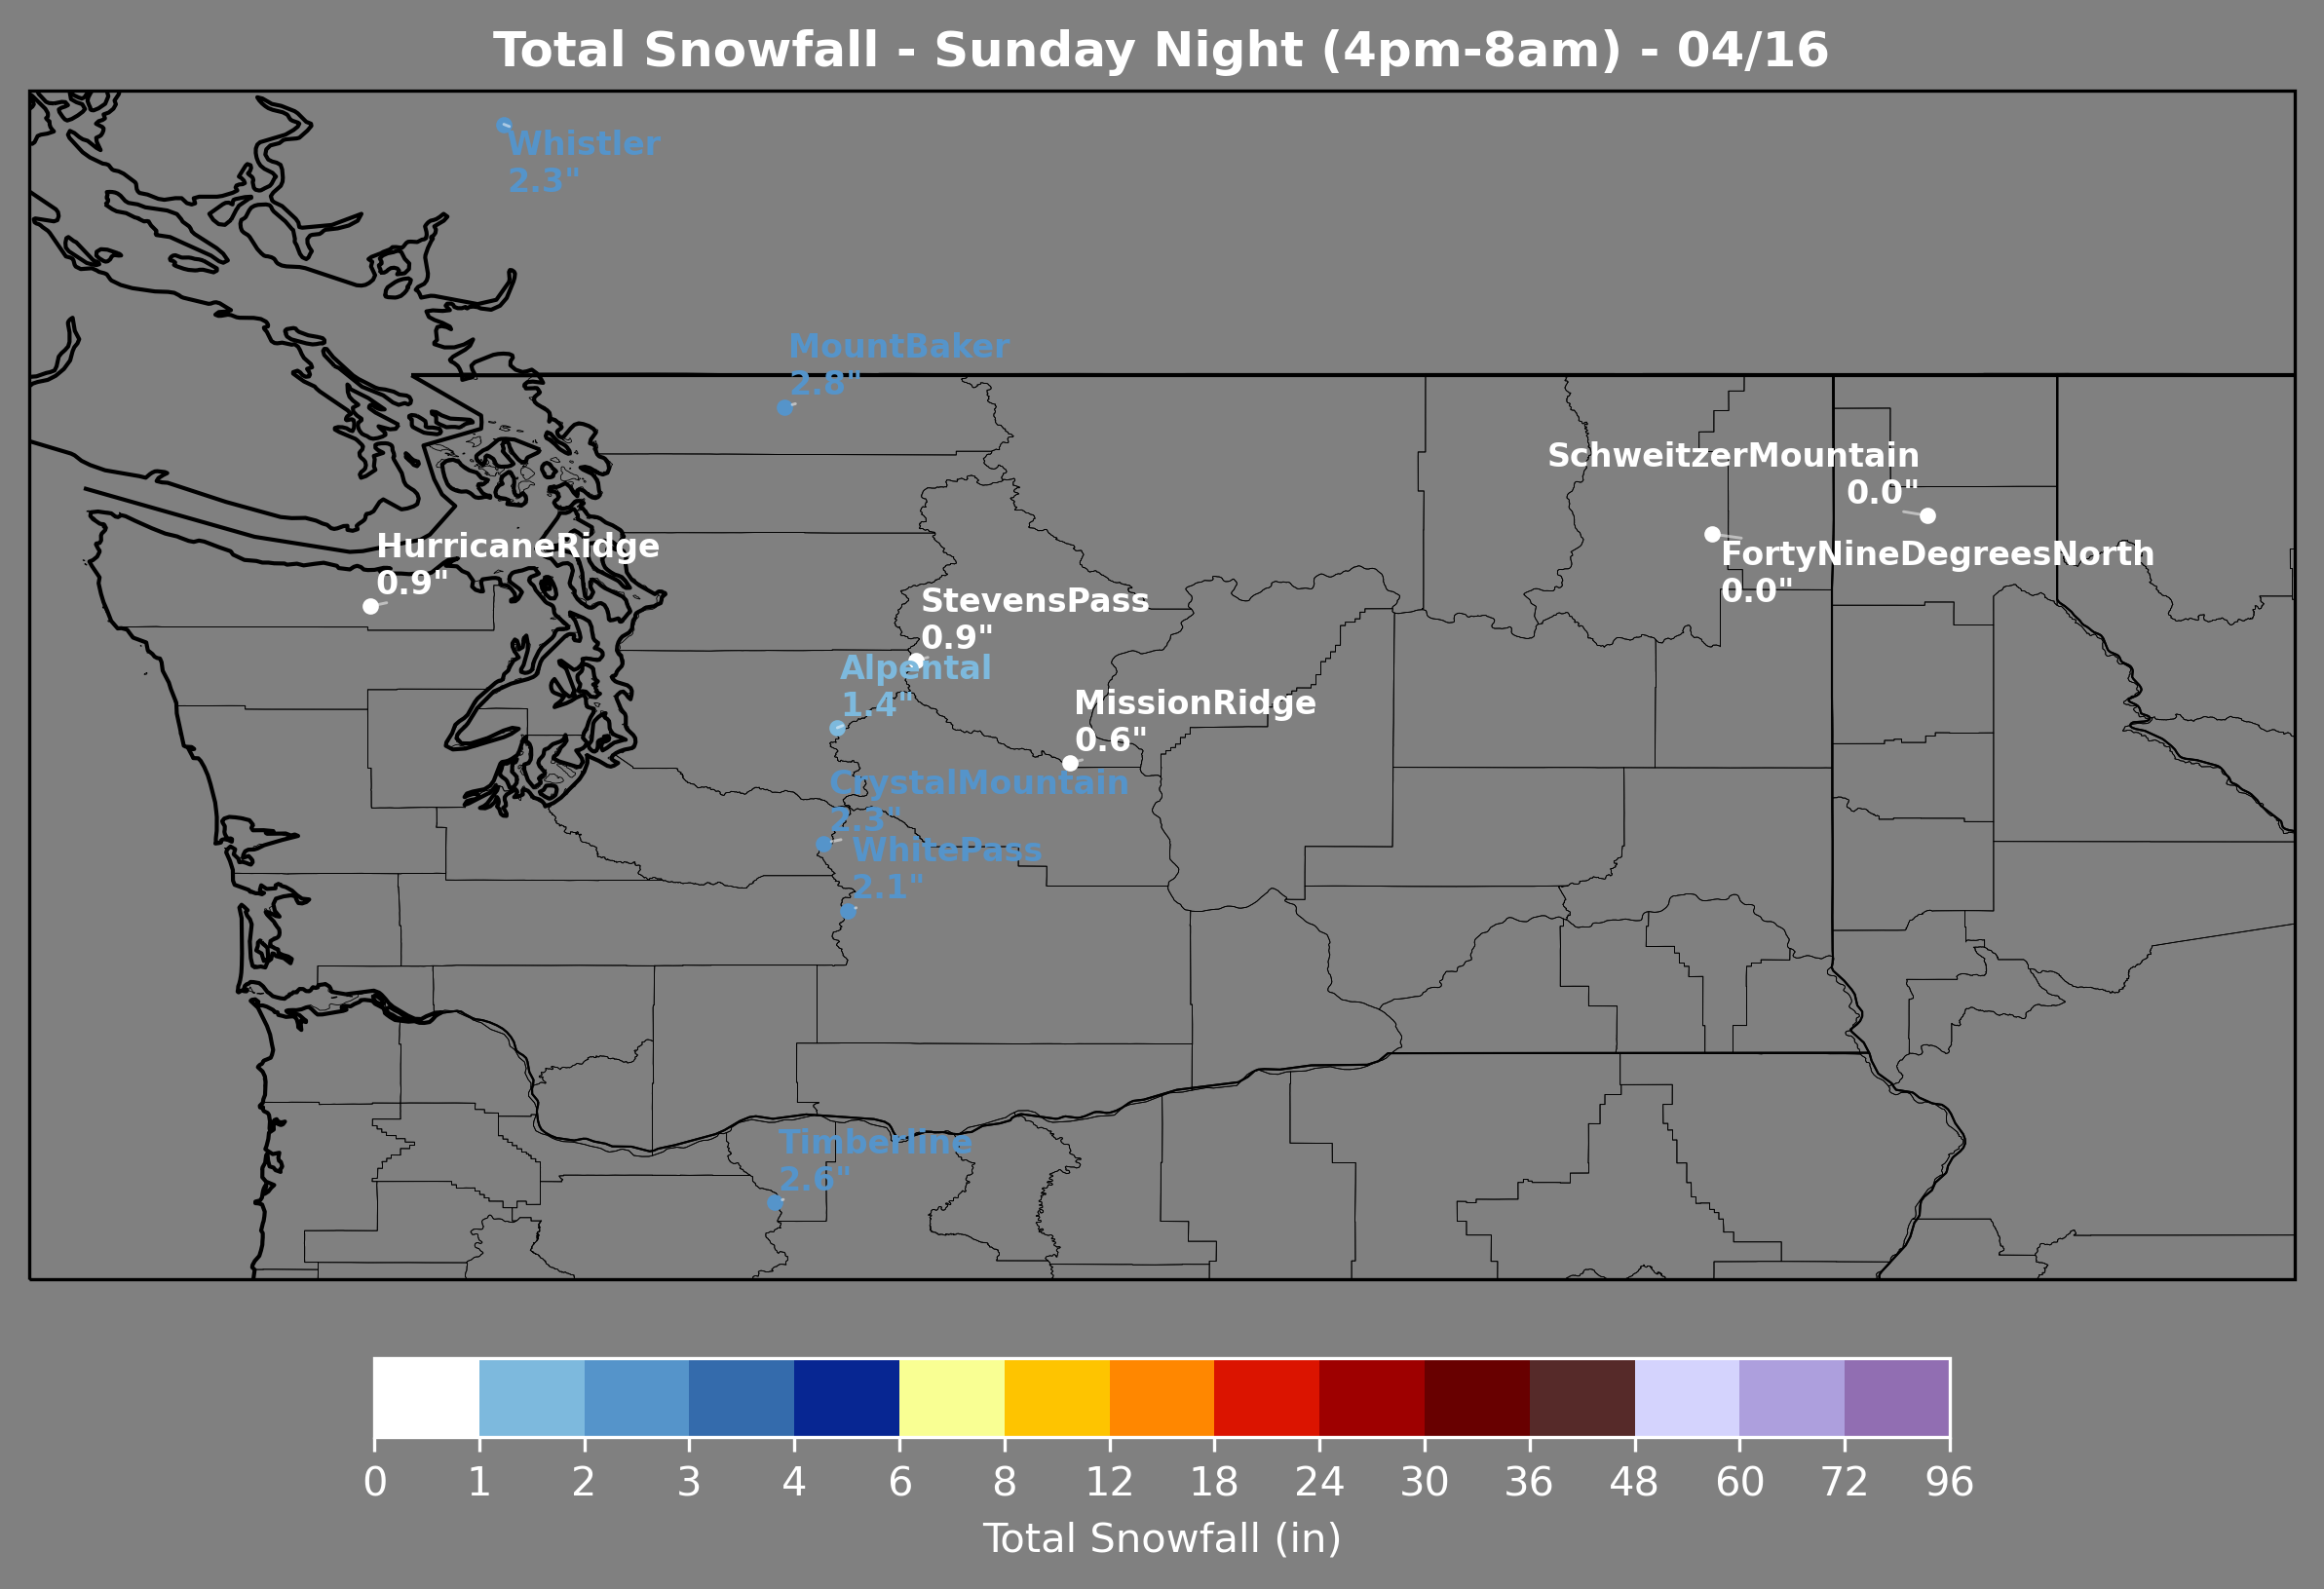 Total Snowfall - Sunday Night (4pm-8am) - 04/16
Whistler
2.3"
MountBaker
2.8"
SchweitzerMountain
0.0"
HurricaneRidge
0.9"
FortyNineDegreesNorth
0.0"
StevensPass
0.9"
Alpental
1.4"
MissionRidge
0.6"
CrystalMountain
2.3"
WhitePass
2.1"
Timberline
2.6"
0 1 2 3 4 6 8 12 18 24 30 36 48 60 72 96
Total Snowfall (in)